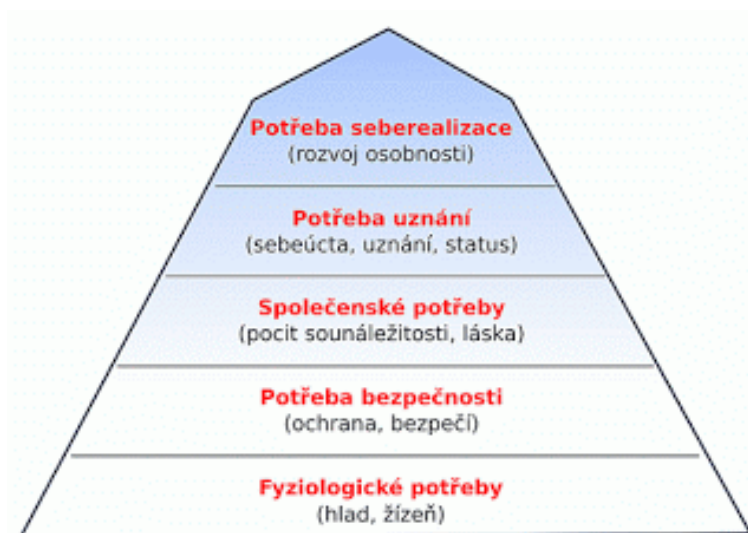 Potřeba seberealizace
(rozvoj osobnosti)
Potřeba uznání
(sebeúcta, uznání, status)
Společenské potřeby
(pocit sounáležitosti, láska)
Potřeba bezpečnosti
(ochrana, bezpečí)
Fyziologické potřeby
(hlad, žízeň)